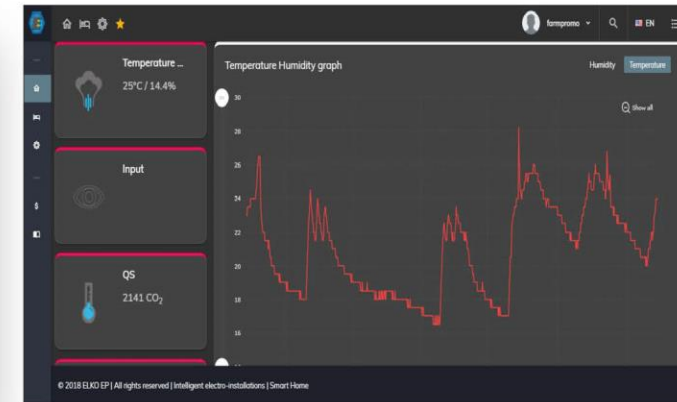 farmpromo
EN
Temperature ...
25°C / 14.4%
Input
QS
2141 CO₂
Temperature Humidity graph
Humidity
Temperature
Show all
30
28
25
24
22
20
18
16
© 2018 ELKO EP | All rights reserved | Intelligent electro-installations | Smart Home